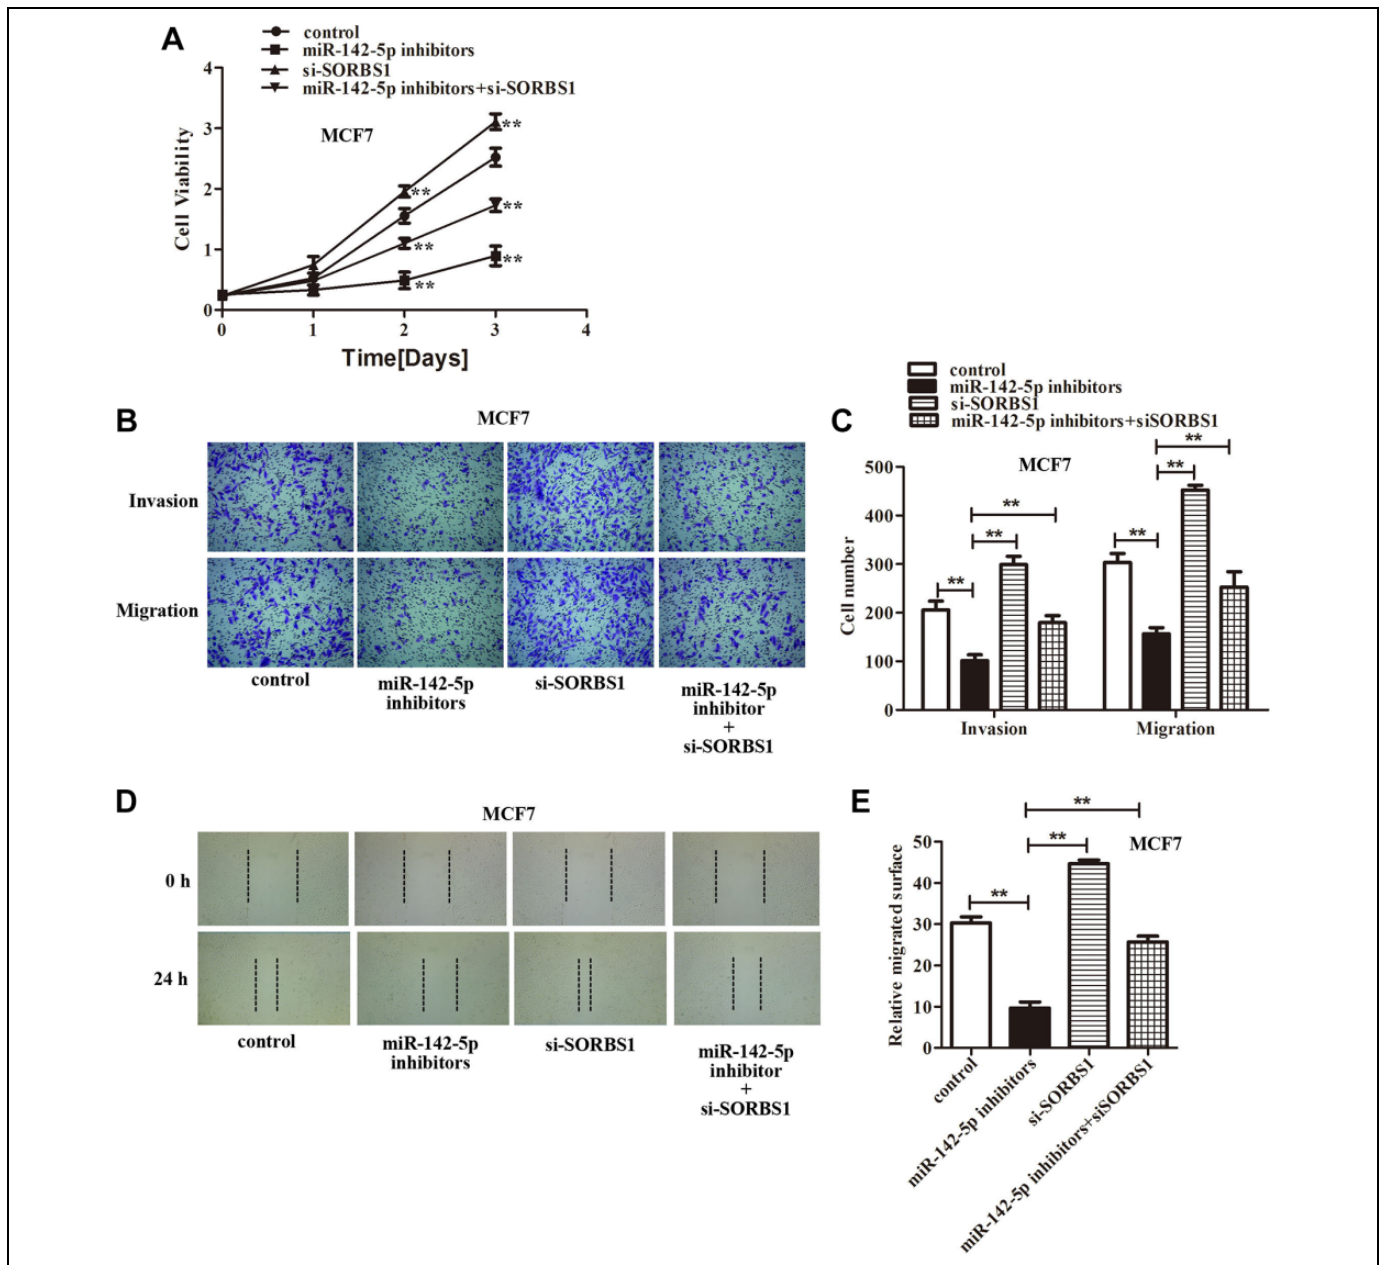 A
control
miR-142-5p inhibitors
si-SORBS1
miR-142-5p inhibitors+si-SORBS1
MCF7
Cell Viability
4
3
2
1
0
** **
** **
** **
0 1 2 3 4
Time[Days]
B
MCF7
Invasion
Migration
control
miR-142-5p
inhibitors
si-SORBS1
miR-142-5p
inhibitor
+
si-SORBS1
C
control
miR-142-5p inhibitors
si-SORBS1
miR-142-5p inhibitors+siSORBS1
MCF7
Cell number
500
400
300
200
100
0
** ** **
** ** **
Invasion Migration
D
MCF7
0 h
24 h
control
miR-142-5p
inhibitors
si-SORBS1
miR-142-5p
inhibitor
+
si-SORBS1
E
MCF7
Relative migrated surface
50
40
30
20
10
0
**
**
**
control
miR-142-5p inhibitors
si-SORBS1
miR-142-5p inhibitors+siSORBS1